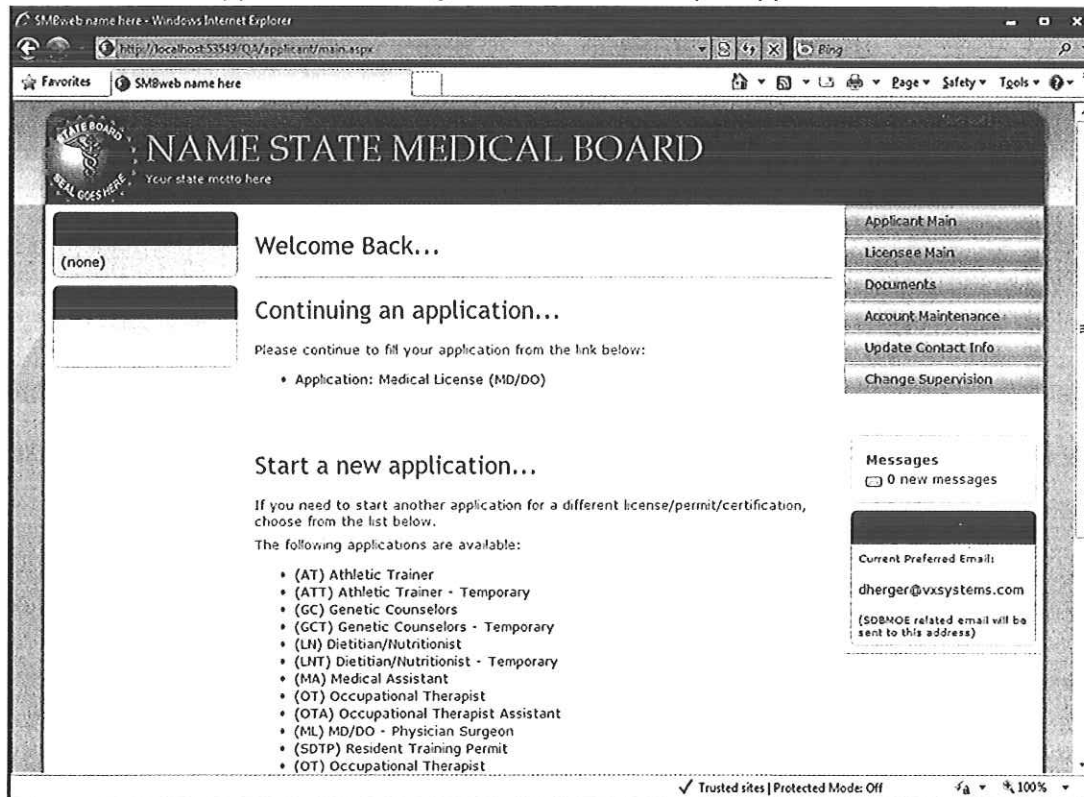 SMBweb name here - Windows Internet Explorer
http://localhost:53549/QA/applicant/main.aspx
Bing
Favorites
SMBweb name here
Page
Safety
Tools
STATE BOARD
SEAL GOES HERE
NAME STATE MEDICAL BOARD
Your state motto here
(none)
Welcome Back...
Continuing an application...
Please continue to fill your application from the link below:
• Application: Medical License (MD/DO)
Start a new application...
If you need to start another application for a different license/permit/certification,
choose from the list below.
The following applications are available:
• (AT) Athletic Trainer
• (ATT) Athletic Trainer - Temporary
• (GC) Genetic Counselors
• (GCT) Genetic Counselors - Temporary
• (LN) Dietitian/Nutritionist
• (LNT) Dietitian/Nutritionist - Temporary
• (MA) Medical Assistant
• (OT) Occupational Therapist
• (OTA) Occupational Therapist Assistant
• (ML) MD/DO - Physician Surgeon
• (SDTP) Resident Training Permit
• (OT) Occupational Therapist
Applicant Main
Licensee Main
Documents
Account Maintenance
Update Contact Info
Change Supervision
Messages
0 new messages
Current Preferred Email:
dherger@vxsystems.com
(SDBMOE related email will be
sent to this address)
Trusted sites | Protected Mode: Off
100%